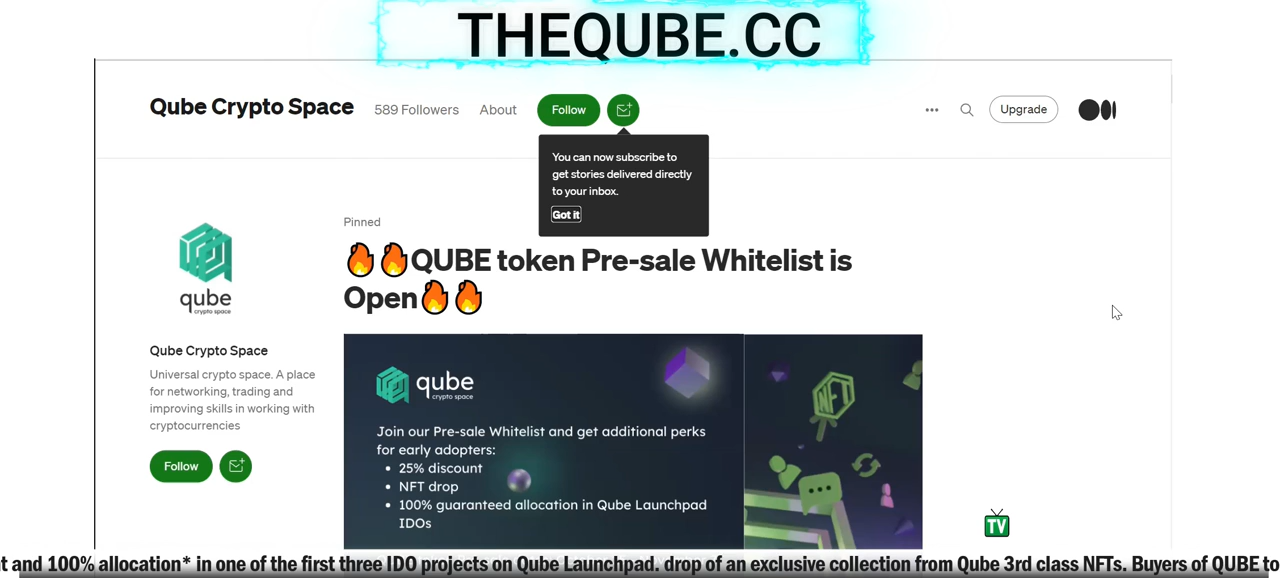 THEQUBE.CC
Qube Crypto Space 589 Followers About Follow Upgrade
You can now subscribe to
get stories delivered directly
to your inbox.
Got it
Pinned
🔥🔥QUBE token Pre-sale Whitelist is
Open🔥🔥
qube
crypto space
Qube Crypto Space
Universal crypto space. A place
for networking, trading and
improving skills in working with
cryptocurrencies
Follow
qube
crypto space
Join our Pre-sale Whitelist and get additional perks
for early adopters:
• 25% discount
• NFT drop
• 100% guaranteed allocation in Qube Launchpad
IDOs
NFT
TV
t and 100% allocation* in one of the first three IDO projects on Qube Launchpad. drop of an exclusive collection from Qube 3rd class NFTs. Buyers of QUBE to